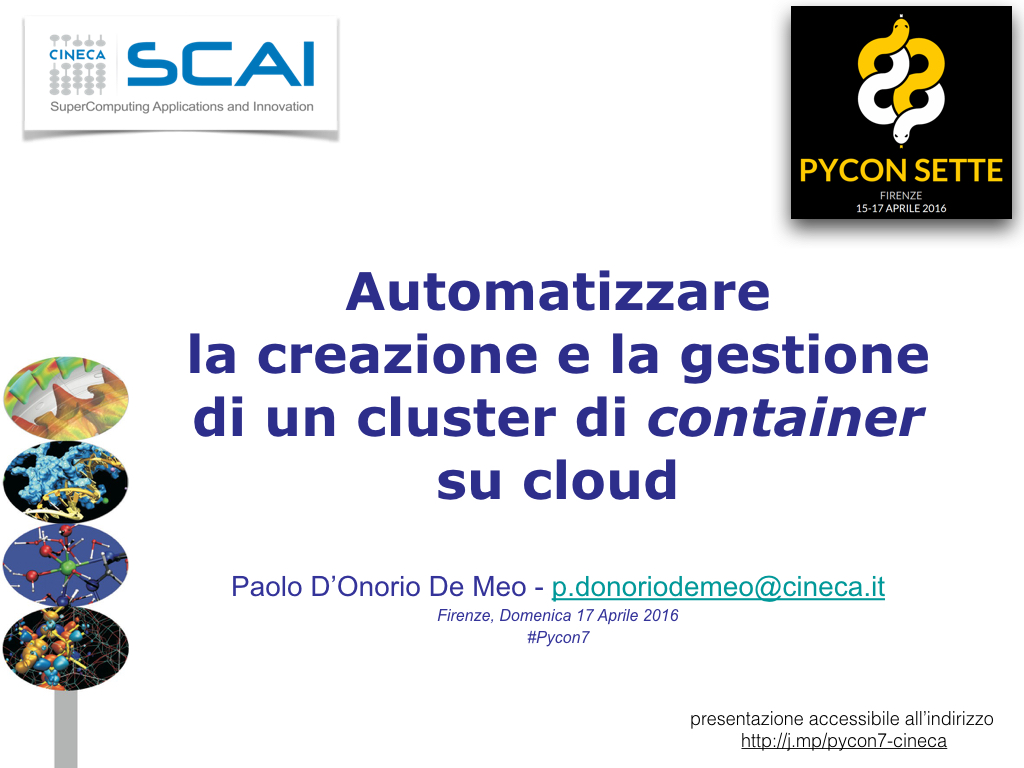 CINECA
SCAI
SuperComputing Applications and Innovation
PYCON SETTE
FIRENZE
15-17 APRILE 2016
Automatizzare
la creazione e la gestione
di un cluster di container
su cloud
Paolo D’Onorio De Meo - p.donoriodemeo@cineca.it
Firenze, Domenica 17 Aprile 2016
#Pycon7
presentazione accessibile all’indirizzo
http://j.mp/pycon7-cineca